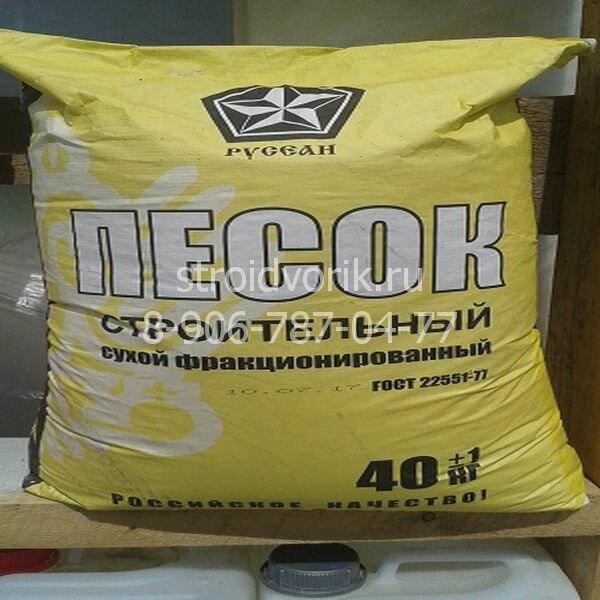 РУСЕАН
ПЕСОК
stroidvorik.ru
8-906-787-04-77
СТРОИТЕЛЬНЫЙ
сухой фракционированный
10.07.17 ГОСТ 22551-77
40 ±1 КГ
РОССИЙСКОЕ КАЧЕСТВО!